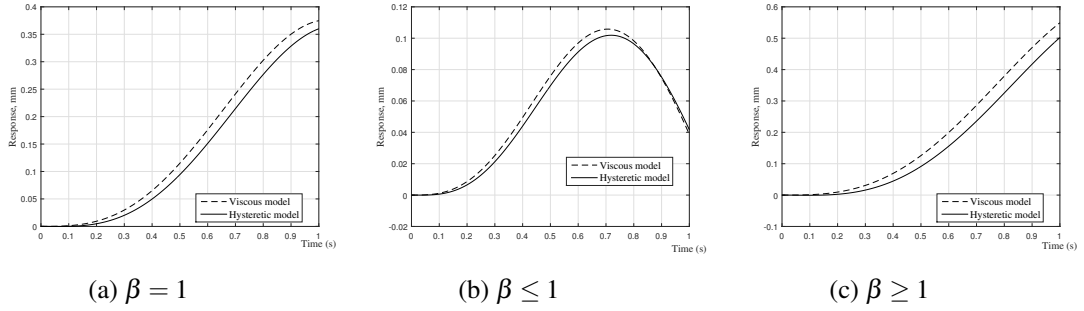 0.4
0.35
0.3
0.25
0.2
0.15
0.1
0.05
0
Response, mm
0 0.1 0.2 0.3 0.4 0.5 0.6 0.7 0.8 0.9 1
Time (s)
Viscous model
Hysteretic model
(a) β = 1
0.12
0.1
0.08
0.06
0.04
0.02
0
-0.02
Response, mm
0 0.1 0.2 0.3 0.4 0.5 0.6 0.7 0.8 0.9 1
Time (s)
Viscous model
Hysteretic model
(b) β ≤ 1
0.6
0.5
0.4
0.3
0.2
0.1
0
-0.1
Response, mm
0 0.1 0.2 0.3 0.4 0.5 0.6 0.7 0.8 0.9 1
Time (s)
Viscous model
Hysteretic model
(c) β ≥ 1